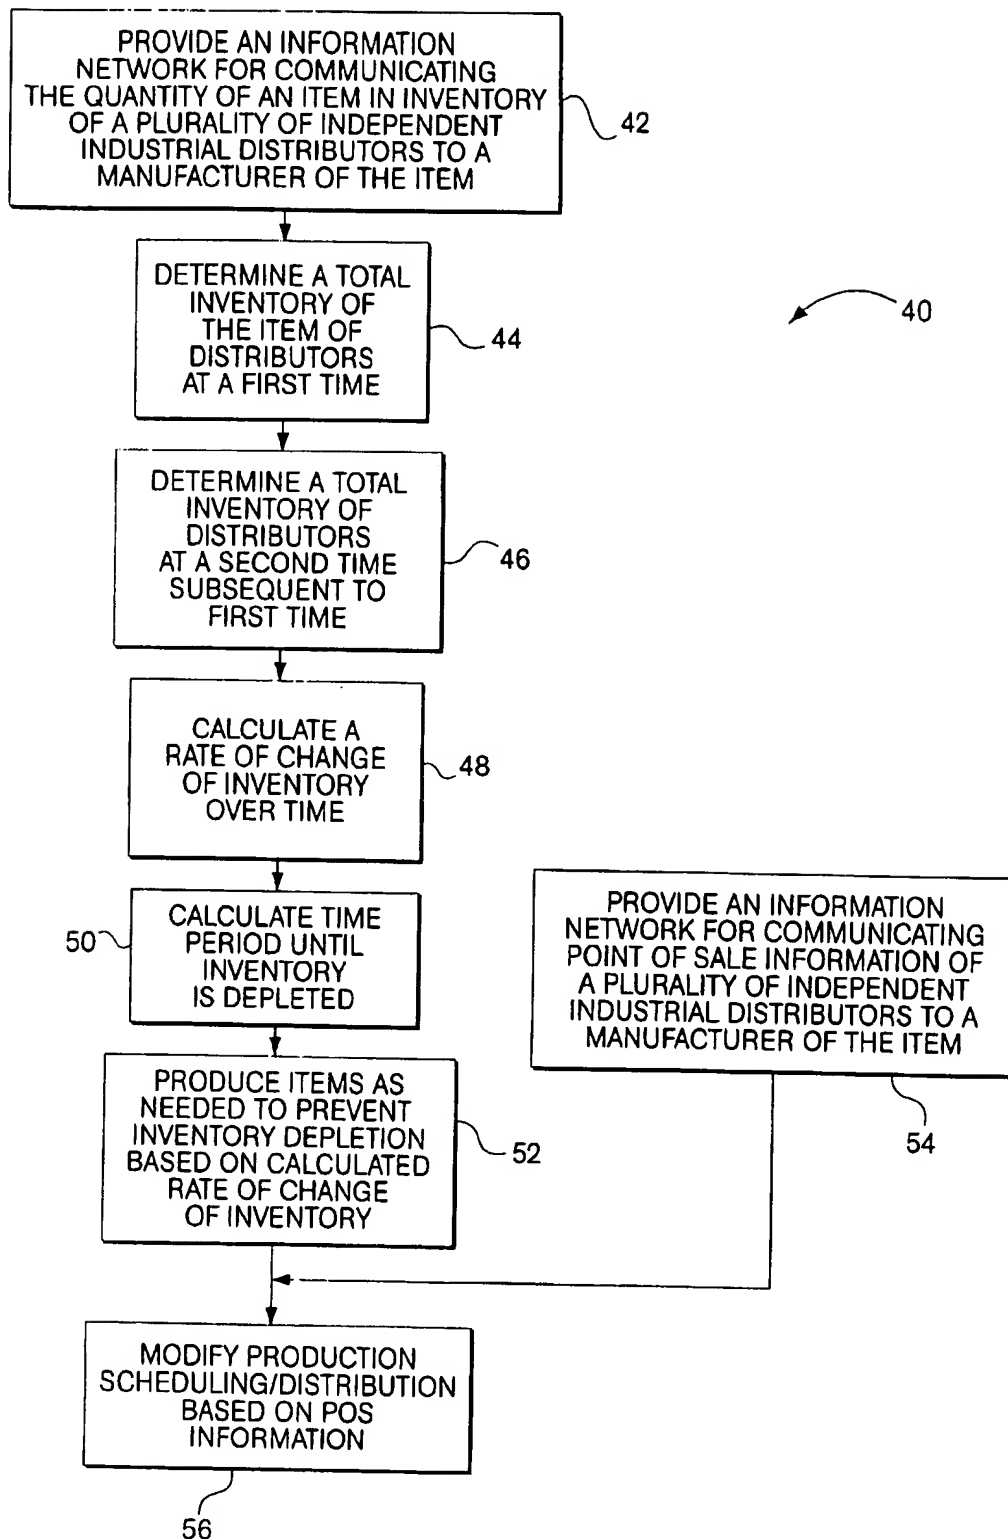 PROVIDE AN INFORMATION
NETWORK FOR COMMUNICATING
THE QUANTITY OF AN ITEM IN INVENTORY
OF A PLURALITY OF INDEPENDENT
INDUSTRIAL DISTRIBUTORS TO A
MANUFACTURER OF THE ITEM
42
DETERMINE A TOTAL
INVENTORY OF
THE ITEM OF
DISTRIBUTORS
AT A FIRST TIME
44
40
DETERMINE A TOTAL
INVENTORY OF
DISTRIBUTORS
AT A SECOND TIME
SUBSEQUENT TO
FIRST TIME
46
CALCULATE A
RATE OF CHANGE
OF INVENTORY
OVER TIME
48
50
CALCULATE TIME
PERIOD UNTIL
INVENTORY
IS DEPLETED
PROVIDE AN INFORMATION
NETWORK FOR COMMUNICATING
POINT OF SALE INFORMATION OF
A PLURALITY OF INDEPENDENT
INDUSTRIAL DISTRIBUTORS TO A
MANUFACTURER OF THE ITEM
54
PRODUCE ITEMS AS
NEEDED TO PREVENT
INVENTORY DEPLETION
BASED ON CALCULATED
RATE OF CHANGE
OF INVENTORY
52
MODIFY PRODUCTION
SCHEDULING/DISTRIBUTION
BASED ON POS
INFORMATION
56